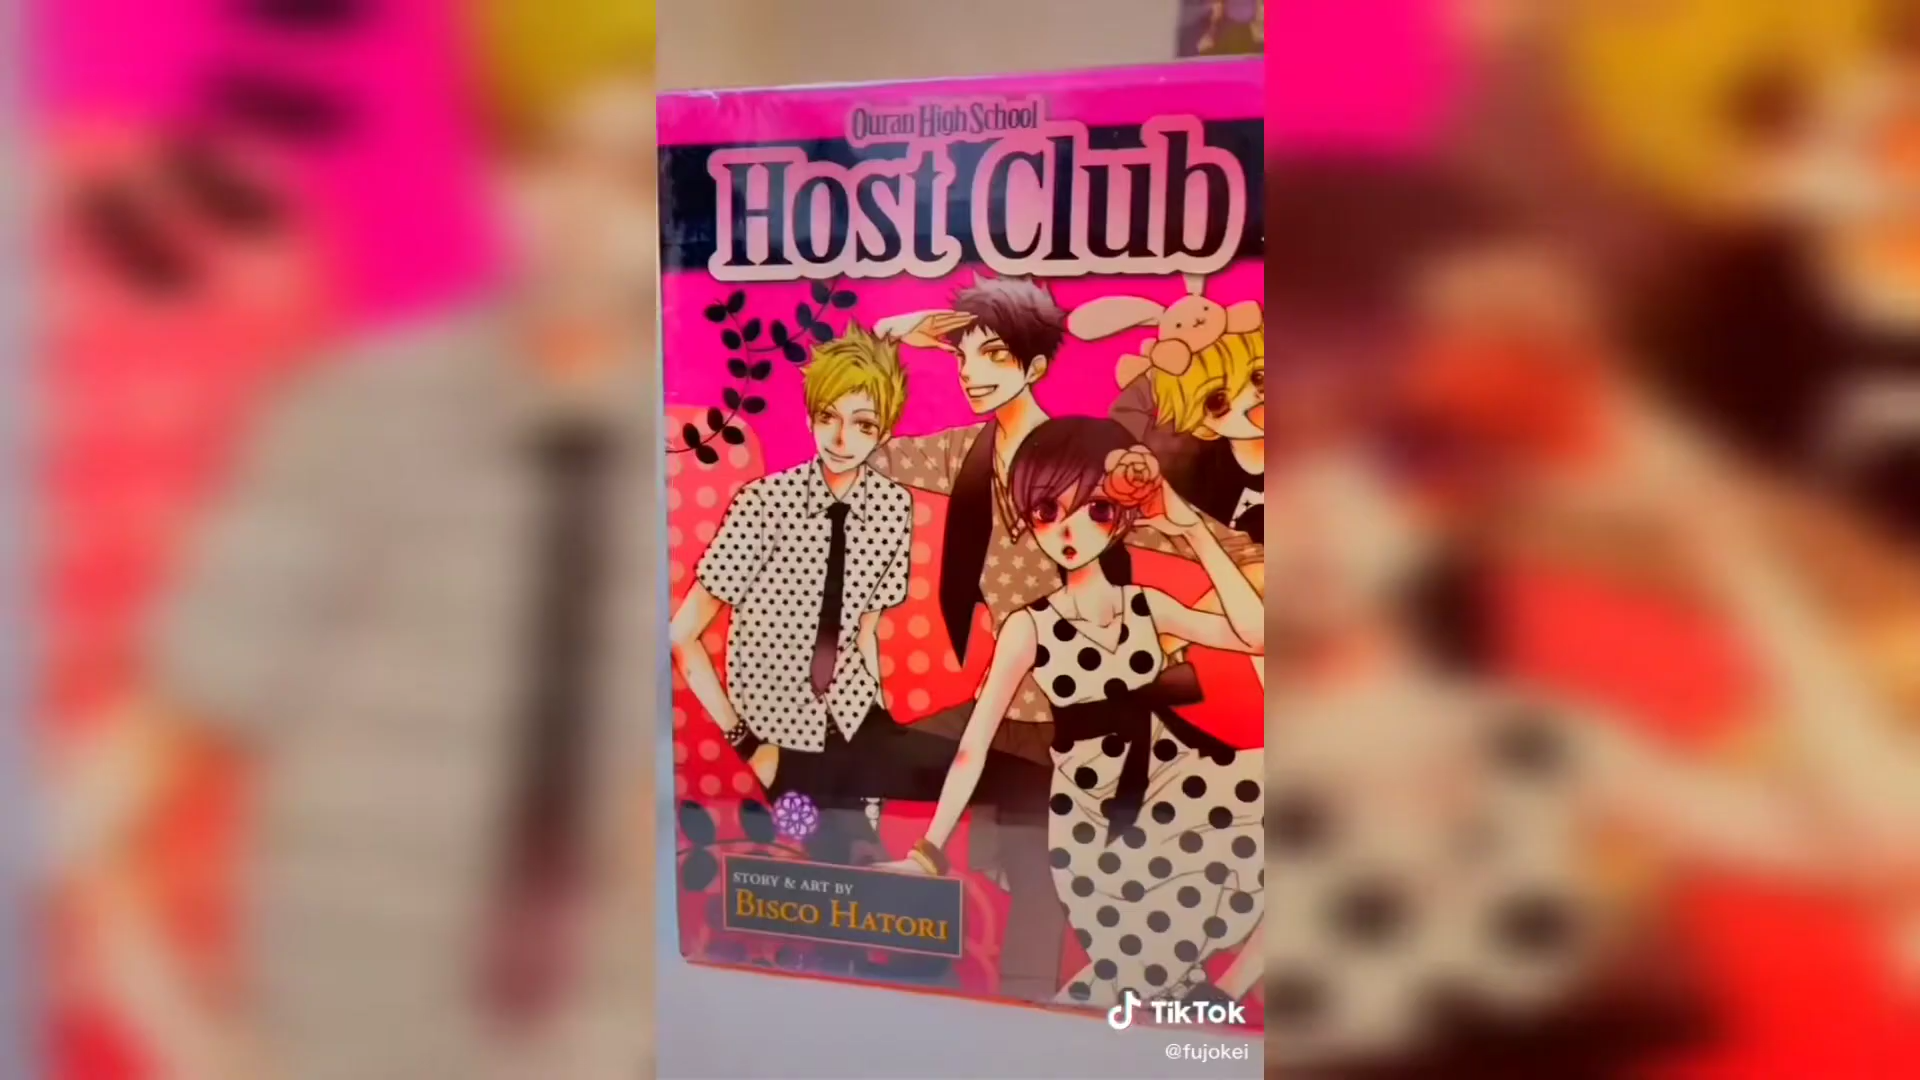 Ouran High School
Host Club
STORY & ART BY
BISCO HATORI
TikTok
@fujokei